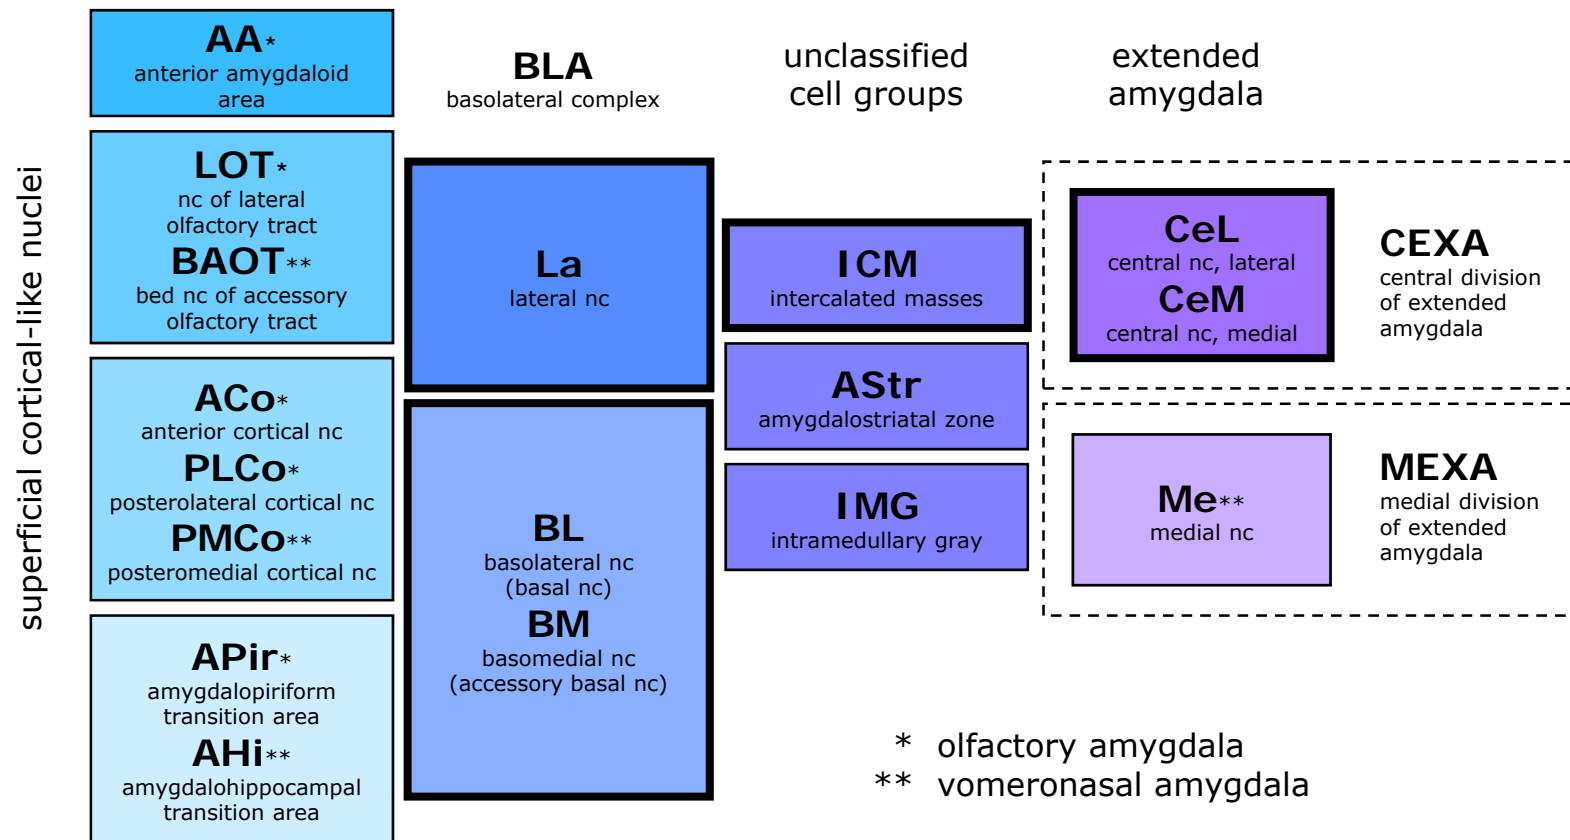 superficial cortical-like nuclei
AA*
anterior amygdaloid
area
LOT*
nc of lateral
olfactory tract
BAOT**
bed nc of accessory
olfactory tract
ACo*
anterior cortical nc
PLCo*
posterolateral cortical nc
PMCo**
posteromedial cortical nc
APir*
amygdalopiriform
transition area
AHi**
amygdalohippocampal
transition area
BLA
basolateral complex
La
lateral nc
BL
basolateral nc
(basal nc)
BM
basomedial nc
(accessory basal nc)
unclassified
cell groups
ICM
intercalated masses
AStr
amygdalostriatal zone
IMG
intramedullary gray
extended
amygdala
CeL
central nc, lateral
CeM
central nc, medial
CEXA
central division
of extended
amygdala
Me**
medial nc
MEXA
medial division
of extended
amygdala
* olfactory amygdala
** vomeronasal amygdala